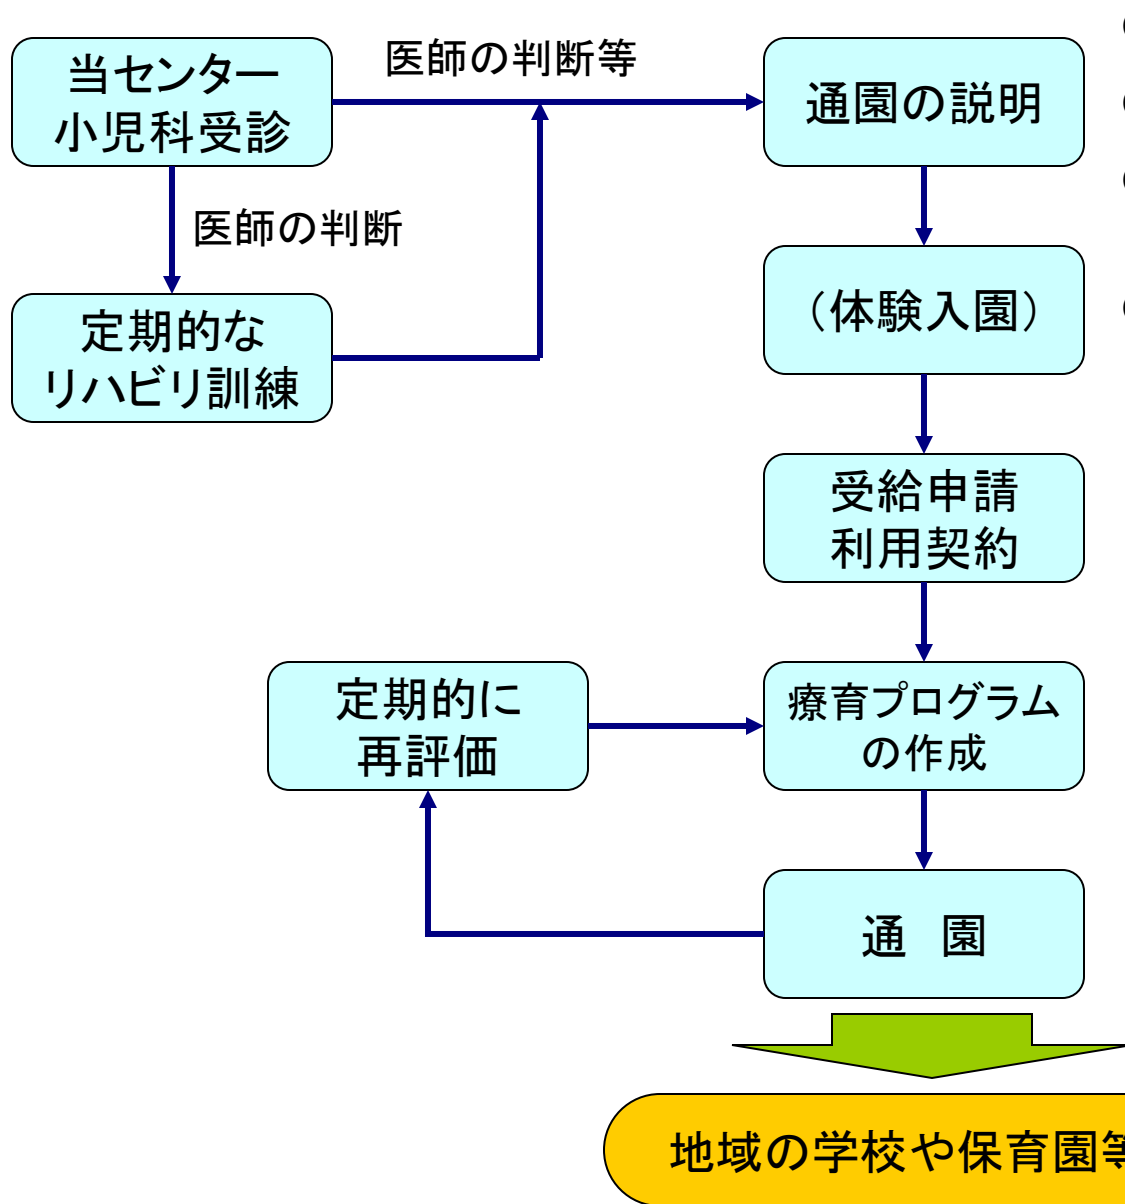 当センター
小児科受診
医師の判断等
通園の説明
医師の判断
定期的な
リハビリ訓練
（体験入園）
受給申請
利用契約
定期的に
再評価
療育プログラム
の作成
通　園
地域の学校や保育園等